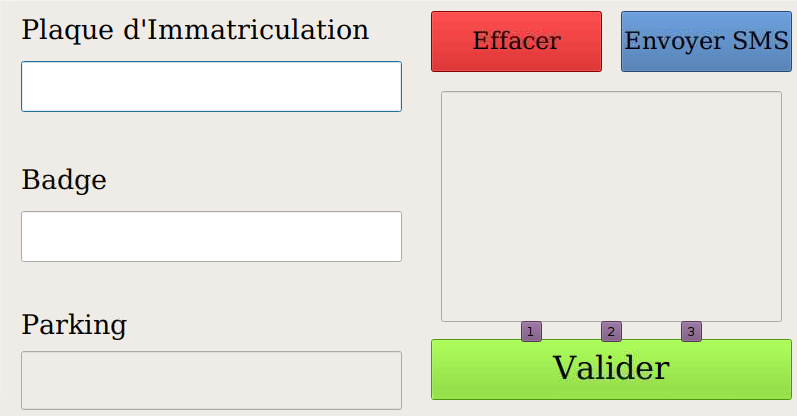 Plaque d'Immatriculation
Effacer
Envoyer SMS
Badge
Parking
1
2
3
Valider